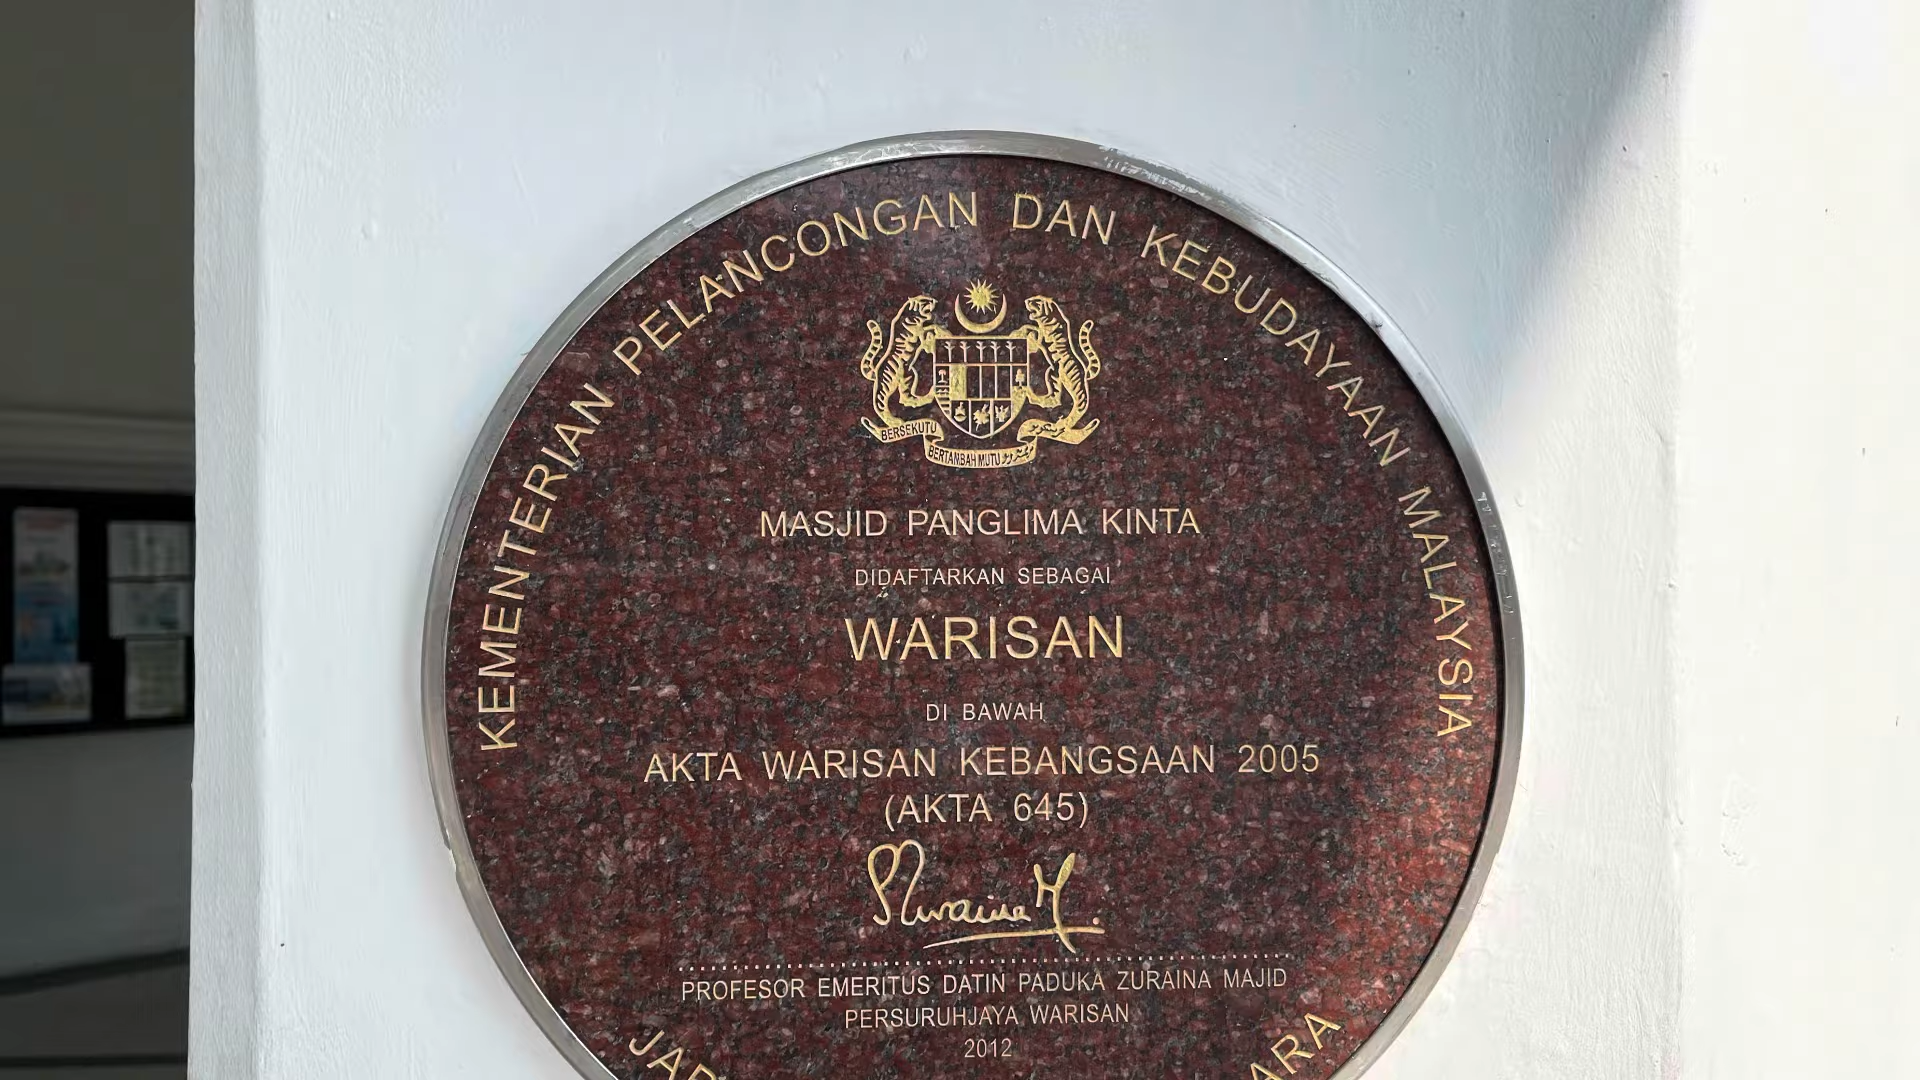 KEMENTERIAN PELANCONGAN DAN KEBUDAYAAN MALAYSIA
BERSEKUTU
BERTAMBAH MUTU
MASJID PANGLIMA KINTA
DIDAFTARKAN SEBAGAI
WARISAN
DI BAWAH
AKTA WARISAN KEBANGSAAN 2005
(AKTA 645)
PROFESOR EMERITUS DATIN PADUKA ZURAINA MAJID
PERSURUHJAYA WARISAN
2012